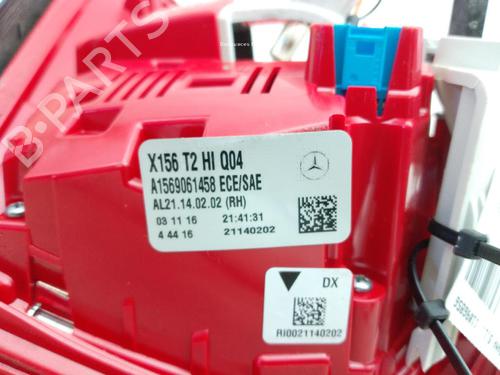 X156 T2 HI Q04
A1569061458 ECE/SAE
AL21.14.02.02 (RH)
03 11 16 21:41:31
4 44 16 21140202
DX
RI0021140202